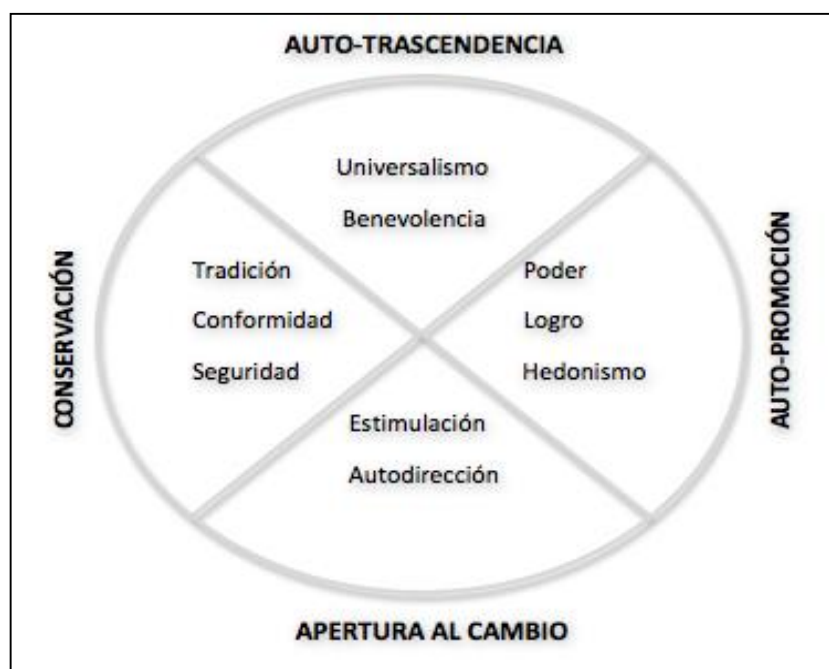 AUTO-TRASCENDENCIA
Universalismo
Benevolencia
CONSERVACIÓN
Tradición
Conformidad
Seguridad
Poder
Logro
Hedonismo
AUTO-PROMOCIÓN
Estimulación
Autodirección
APERTURA AL CAMBIO